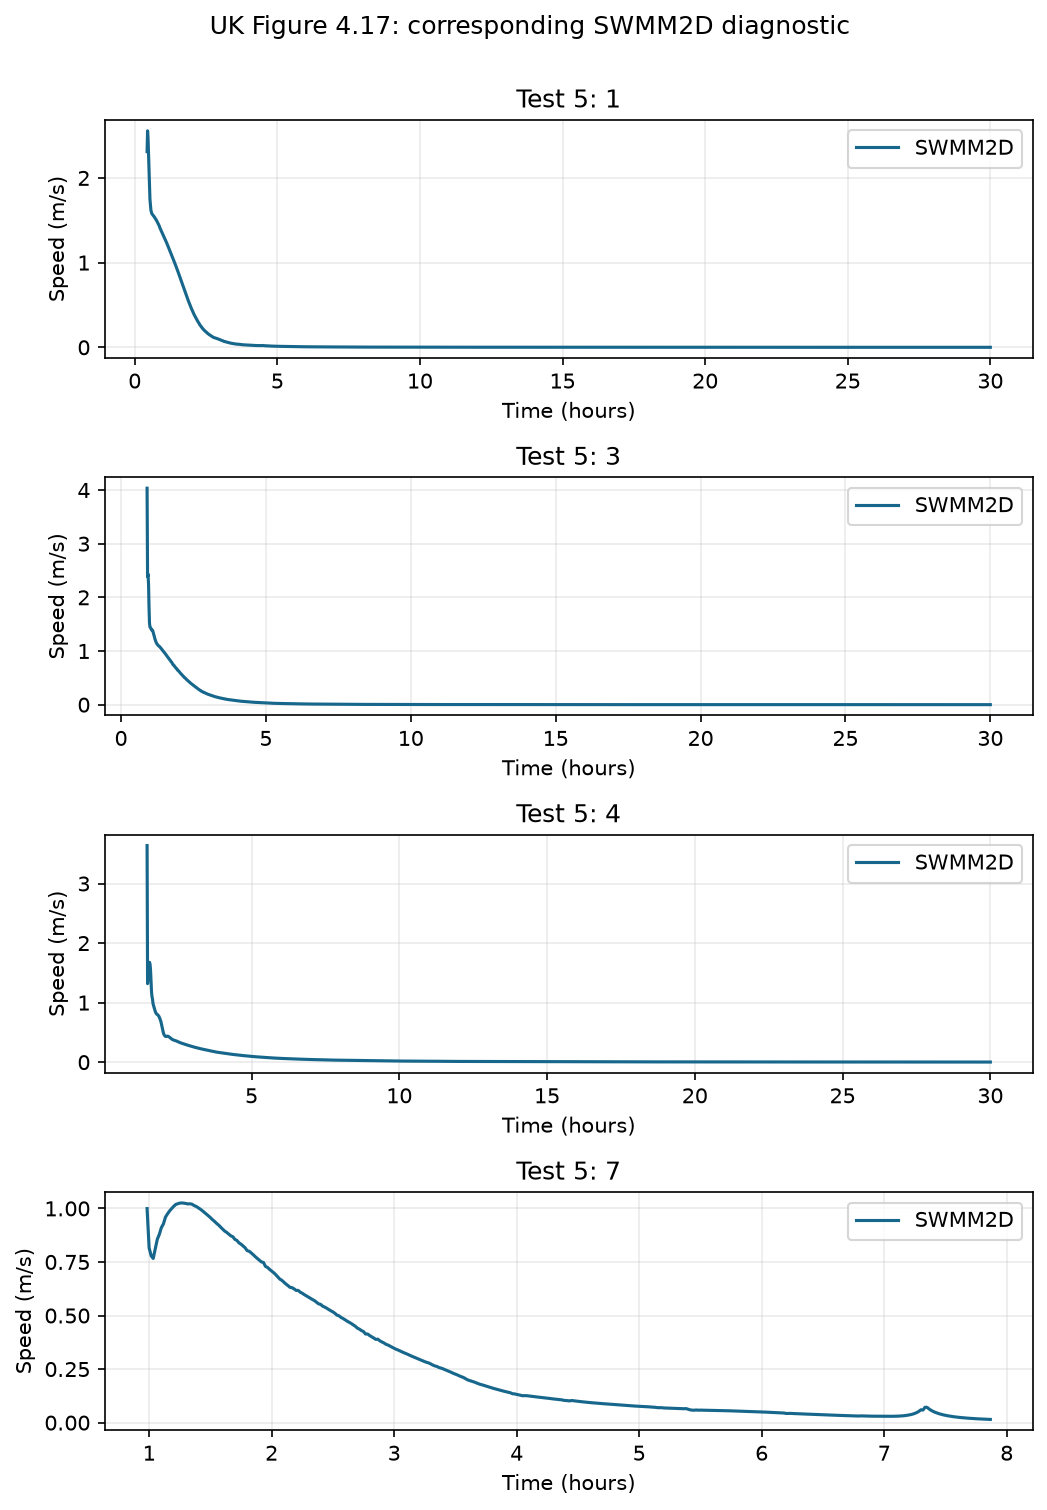 UK Figure 4.17: corresponding SWMM2D diagnostic
Test 5: 1
SWMM2D
Speed (m/s)
2
1
0
0 5 10 15 20 25 30
Time (hours)
Test 5: 3
SWMM2D
Speed (m/s)
4
3
2
1
0
0 5 10 15 20 25 30
Time (hours)
Test 5: 4
SWMM2D
Speed (m/s)
3
2
1
0
5 10 15 20 25 30
Time (hours)
Test 5: 7
SWMM2D
Speed (m/s)
1.00
0.75
0.50
0.25
0.00
1 2 3 4 5 6 7 8
Time (hours)